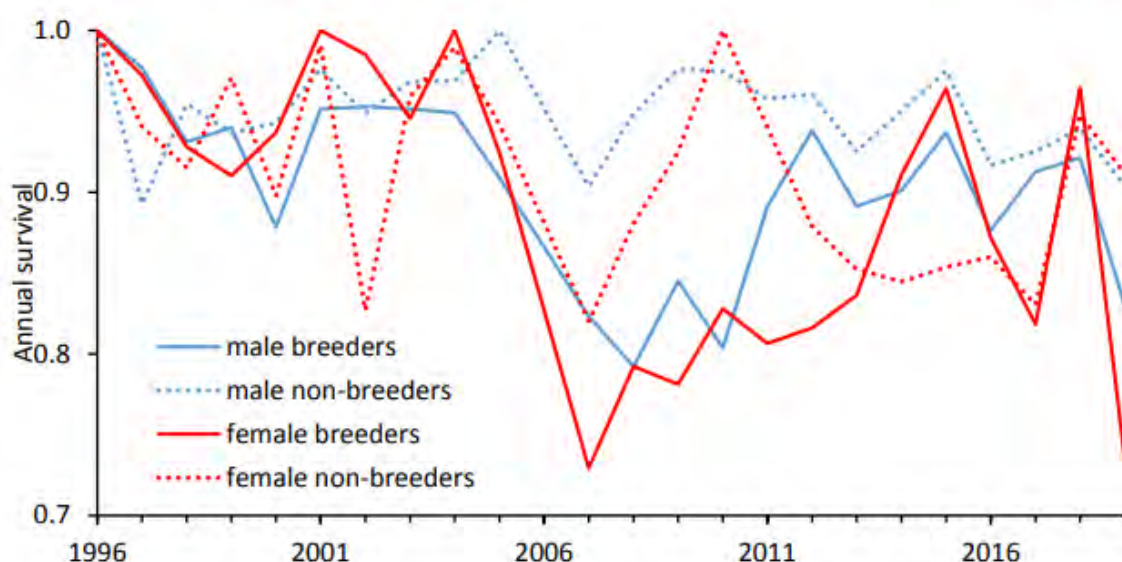 1.0
0.9
0.8
0.7
Annual survival
male breeders
male non-breeders
female breeders
female non-breeders
1996 2001 2006 2011 2016